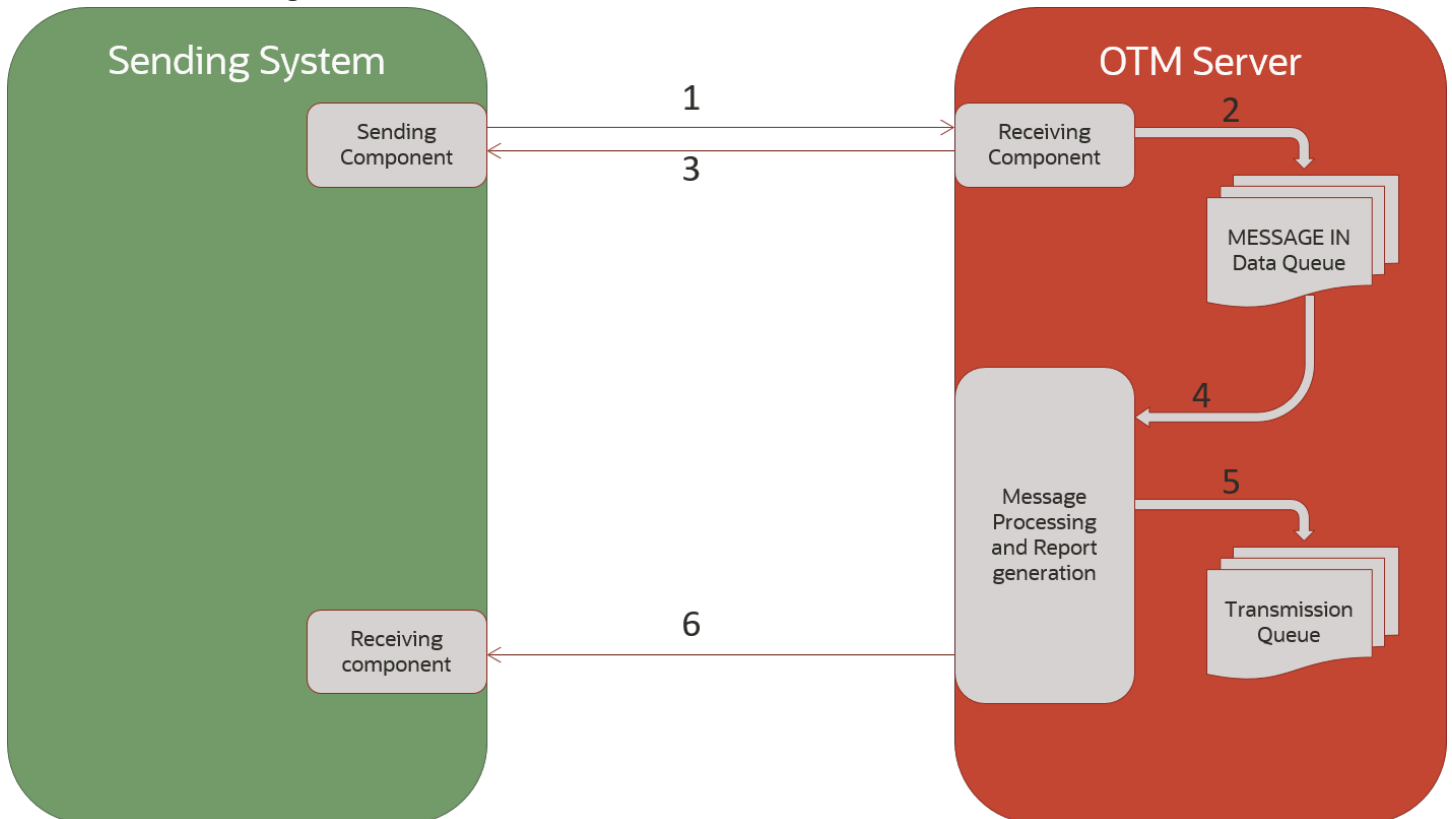 Sending System
OTM Server
1
2
Sending
Component
Receiving
Component
3
MESSAGE IN
Data Queue
4
5
Message
Processing
and Report
generation
Transmission
Queue
6
Receiving
component